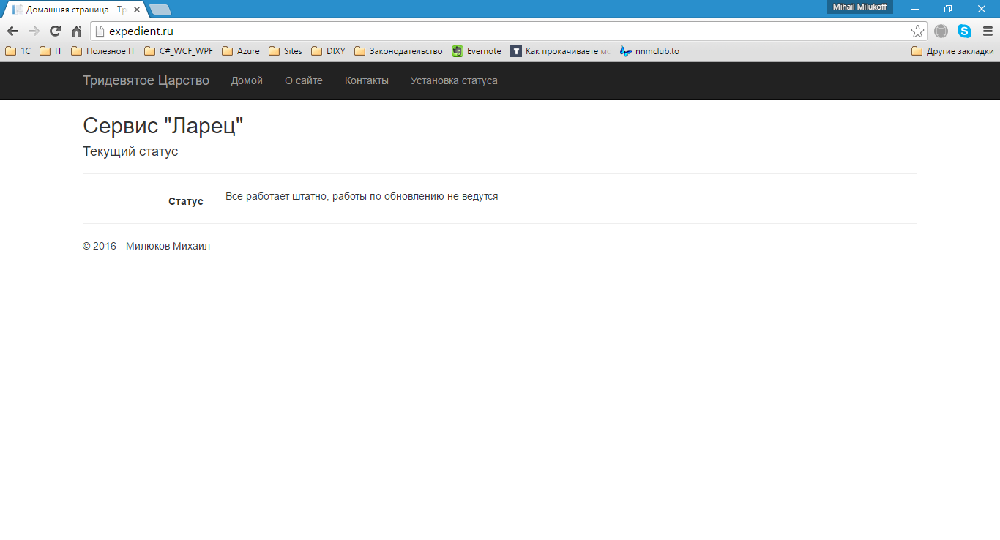 Домашняя страница - Тр
Mihail Milukoff
expedient.ru
1C IT Полезное IT C#_WCF_WPF Azure Sites DIXY Законодательство Evernote Как прокачиваете nnmclub.to Другие закладки
Тридевятое Царство Домой О сайте Контакты Установка статуса
Сервис "Ларец"
Текущий статус
Статус Все работает штатно, работы по обновлению не ведутся
© 2016 - Милюков Михаил